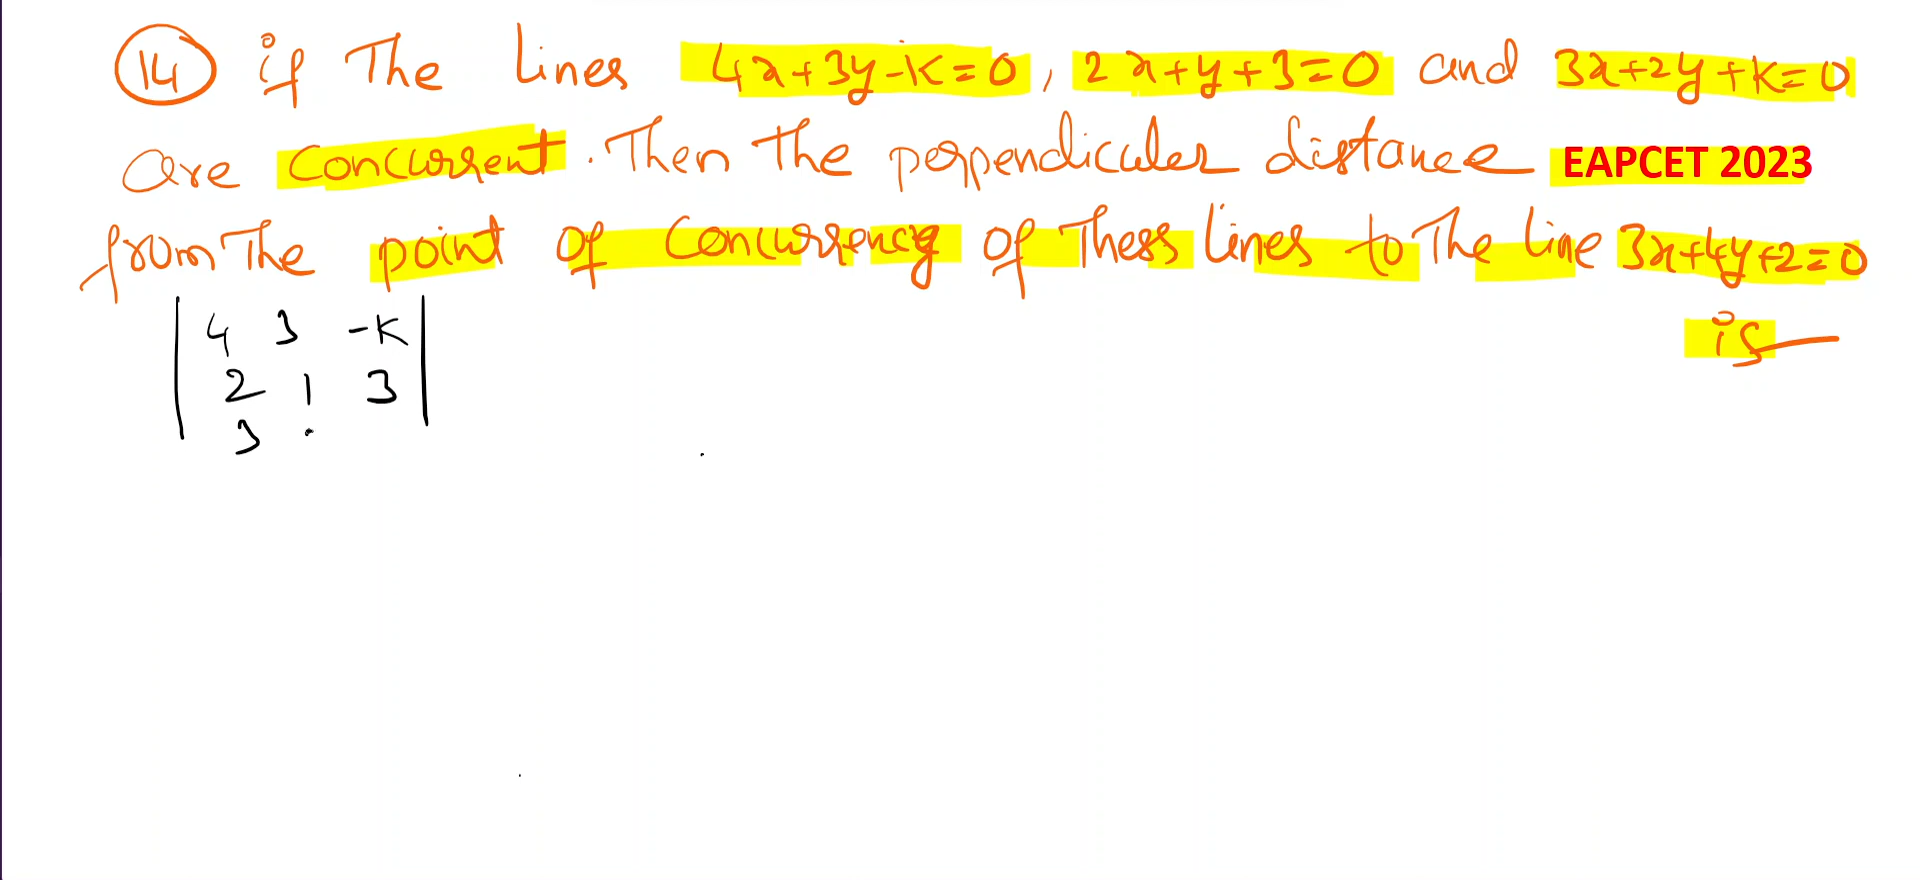 14 if The Lines 4x+3y-K=0, 2x+y+3=0 and 3x+2y+K=0
are concurrent. Then the perpendicular distance EAPCET 2023
from The point of Concurrency of Thess lines to The line 3x+4y+2=0
is
4 3 -K
2 1 3
3